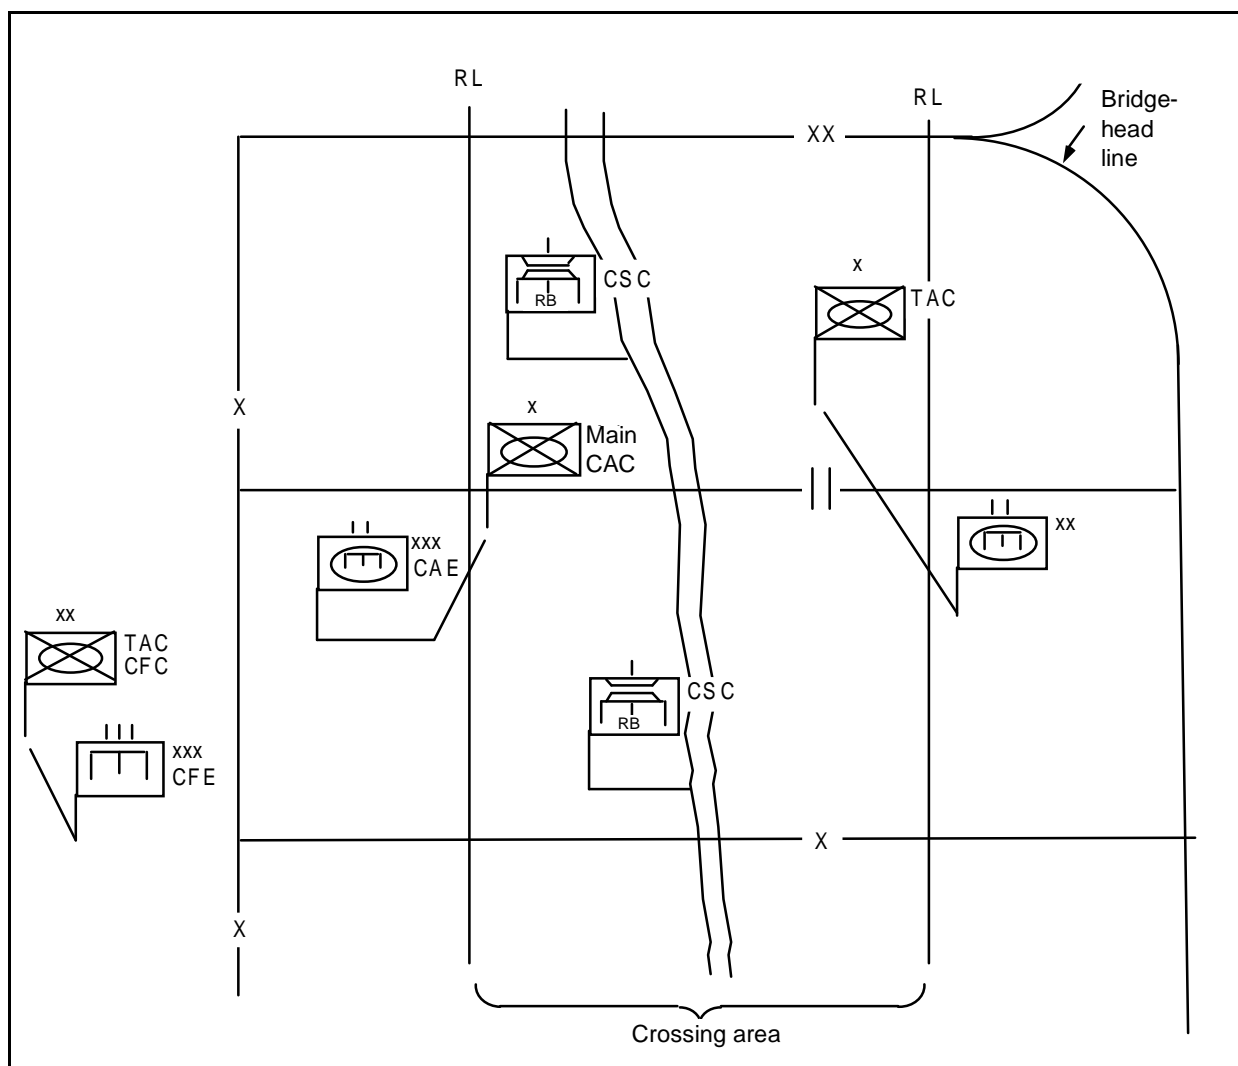 RL
RL
Bridge-
head
line
XX
CSC
RB
x
TAC
X
x
Main
CAC
xxx
CAE
xx
xx
TAC
CFC
CSC
RB
xxx
CFE
X
X
Crossing area